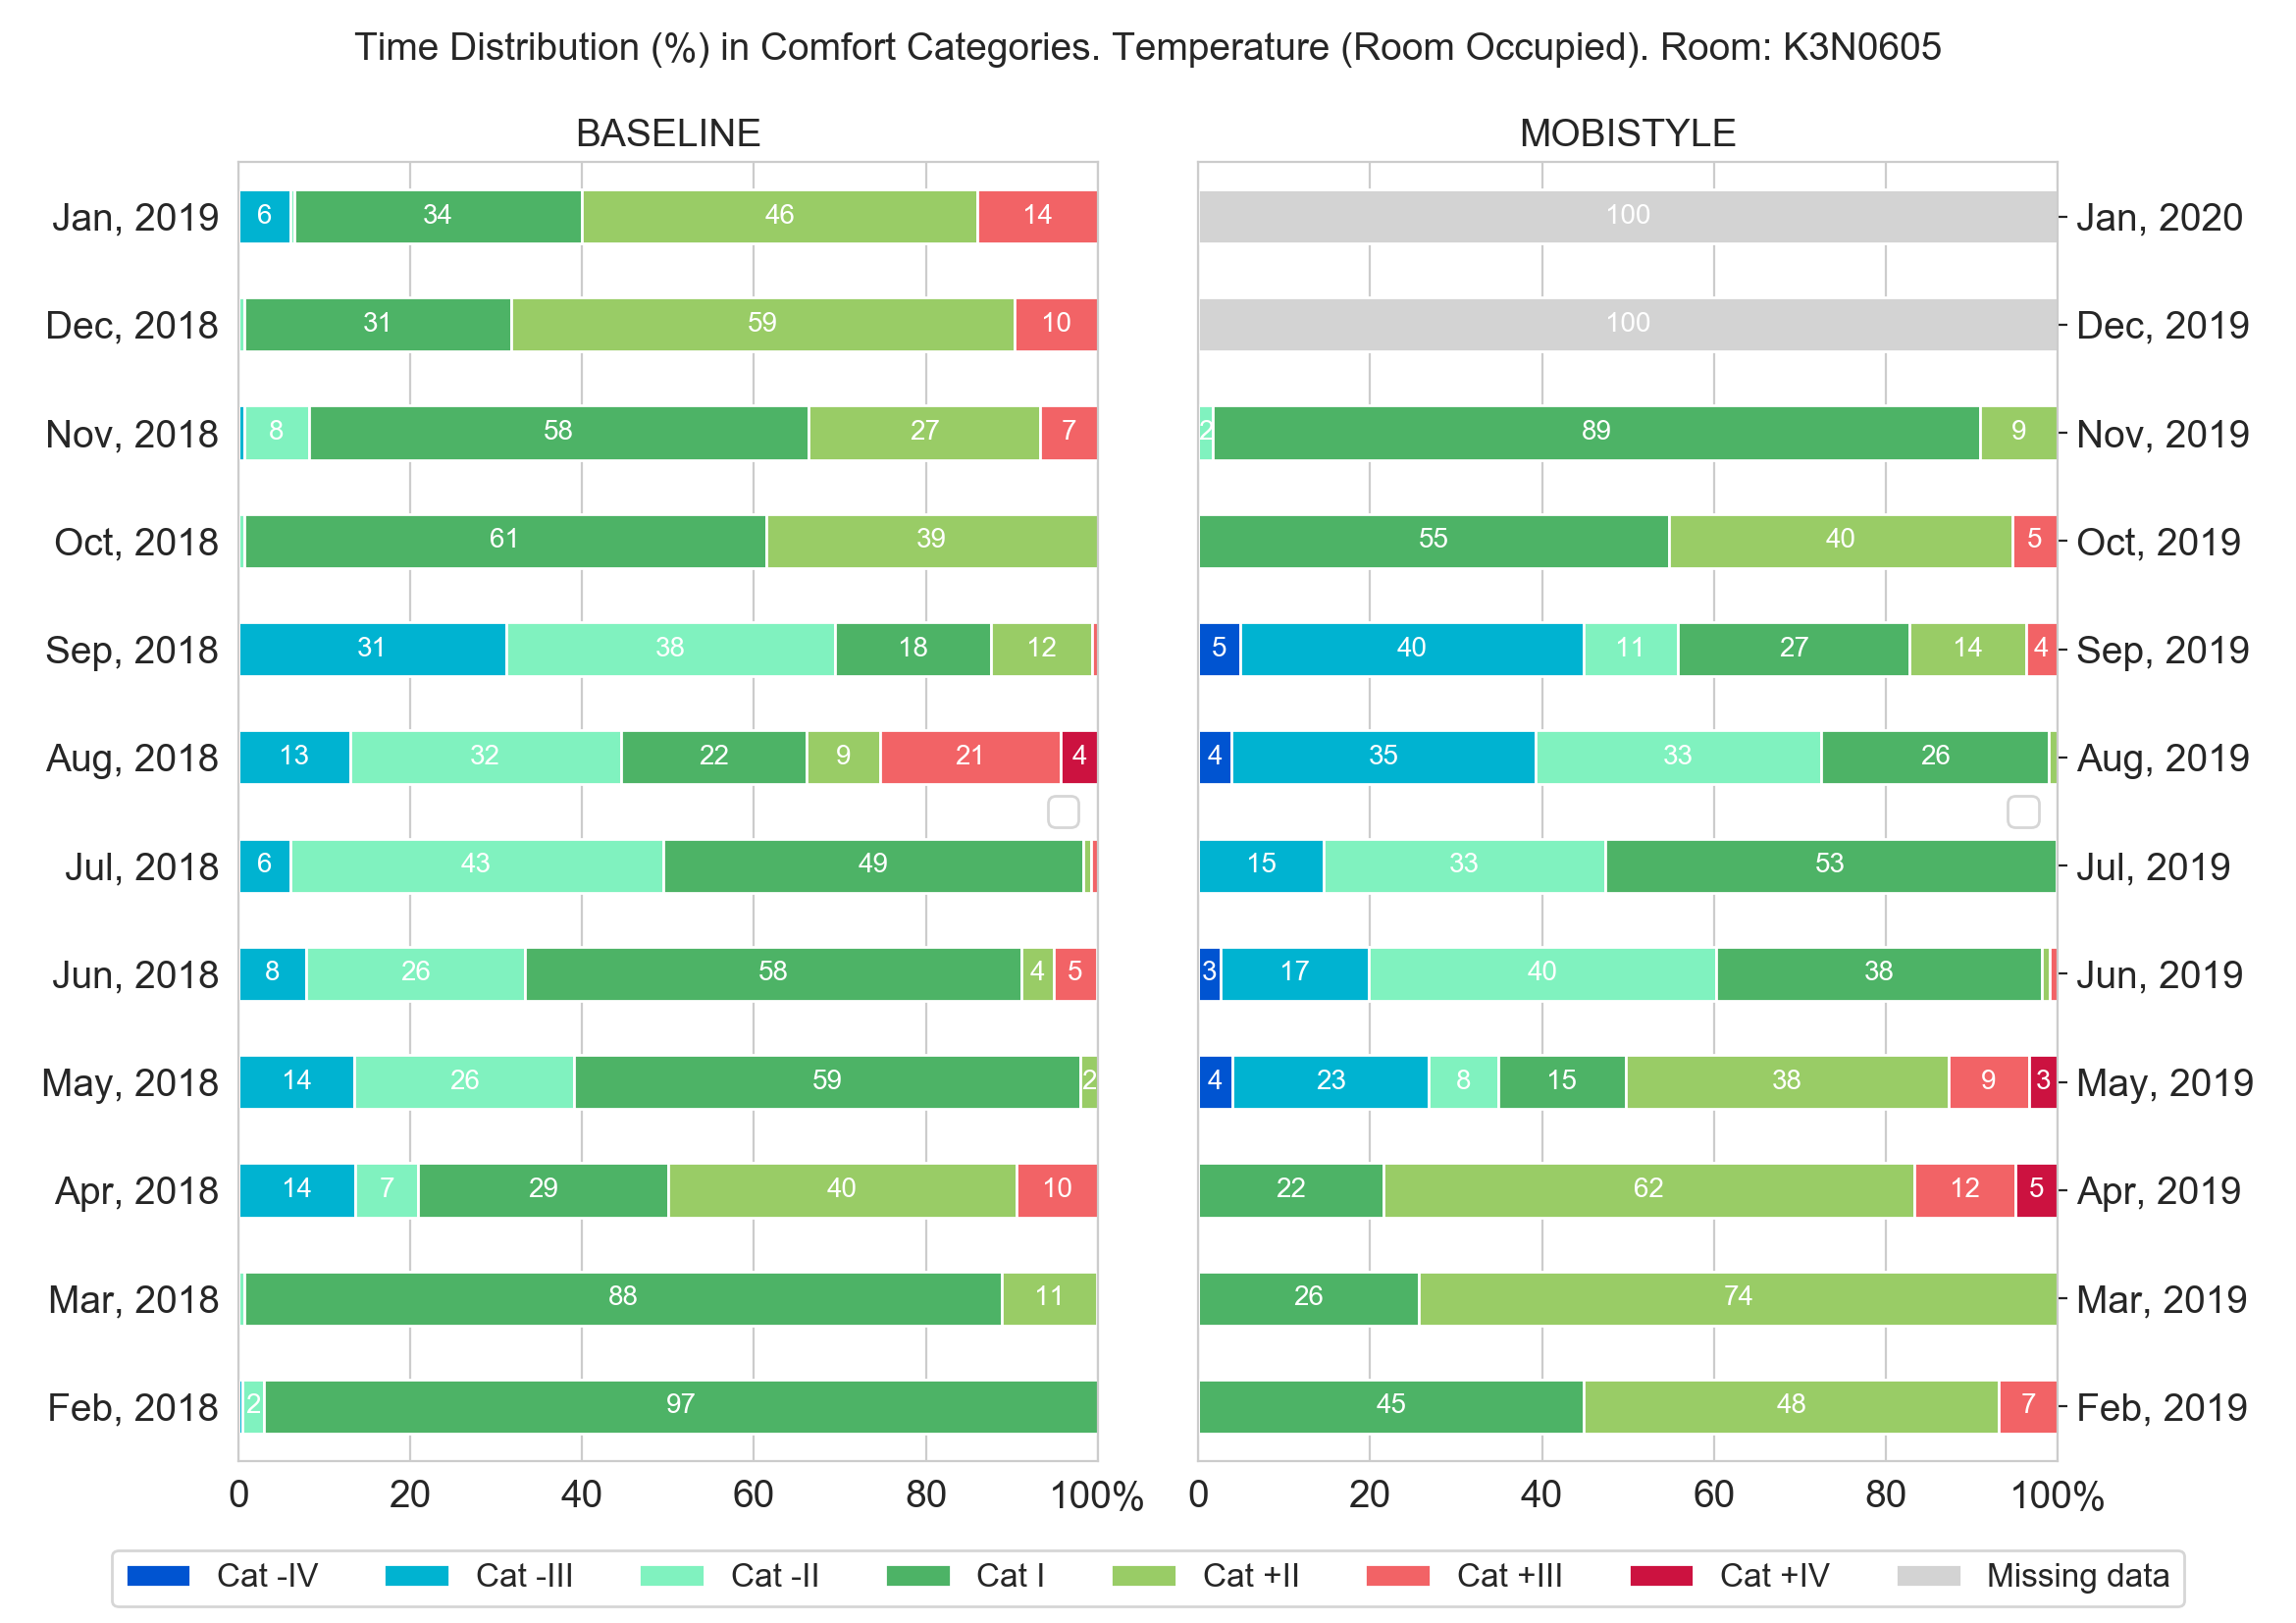 Time Distribution (%) in Comfort Categories. Temperature (Room Occupied). Room: K3N0605
BASELINE
MOBISTYLE
Jan, 2019 6 34 46 14 100 Jan, 2020
Dec, 2018 31 59 10 100 Dec, 2019
Nov, 2018 8 58 27 7 2 89 9 Nov, 2019
Oct, 2018 61 39 55 40 5 Oct, 2019
Sep, 2018 31 38 18 12 5 40 11 27 14 4 Sep, 2019
Aug, 2018 13 32 22 9 21 4 4 35 33 26 Aug, 2019
Jul, 2018 6 43 49 15 33 53 Jul, 2019
Jun, 2018 8 26 58 4 5 3 17 40 38 Jun, 2019
May, 2018 14 26 59 2 4 23 8 15 38 9 3 May, 2019
Apr, 2018 14 7 29 40 10 22 62 12 5 Apr, 2019
Mar, 2018 88 11 26 74 Mar, 2019
Feb, 2018 2 97 45 48 7 Feb, 2019
0 20 40 60 80 100% 0 20 40 60 80 100%
Cat -IV Cat -III Cat -II Cat I Cat +II Cat +III Cat +IV Missing data